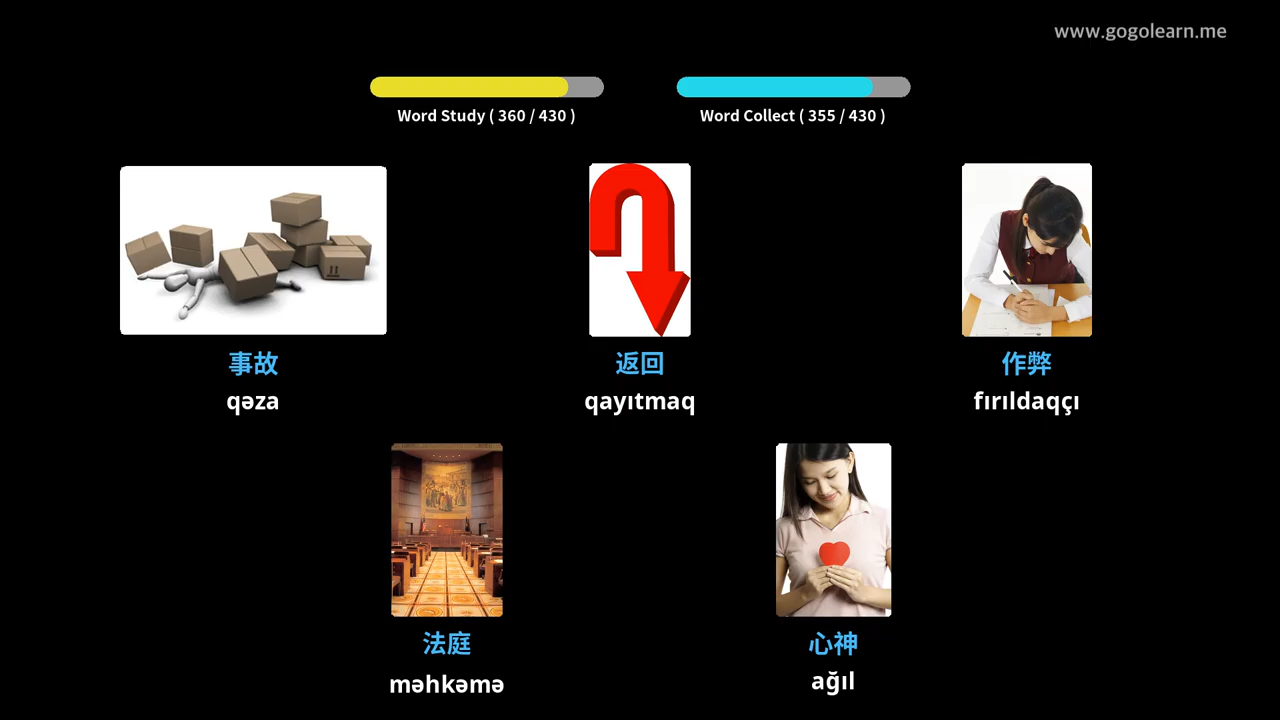 www.gogolearn.me
Word Study ( 360 / 430 )
Word Collect ( 355 / 430 )
事故
qəza
返回
qayıtmaq
作弊
fırıldaqçı
法庭
məhkəmə
心神
ağıl